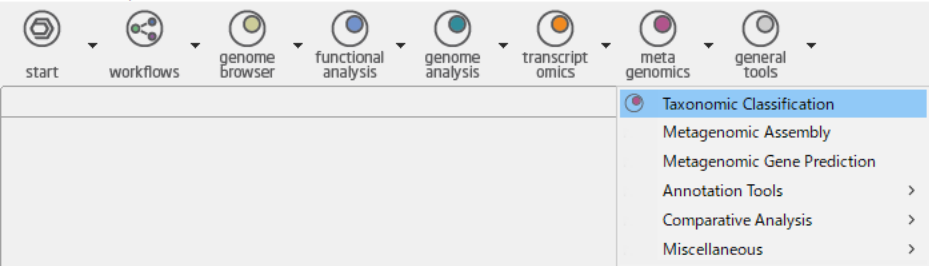 start
workflows
genome
browser
functional
analysis
genome
analysis
transcript
omics
meta
genomics
general
tools
Taxonomic Classification
Metagenomic Assembly
Metagenomic Gene Prediction
Annotation Tools
Comparative Analysis
Miscellaneous